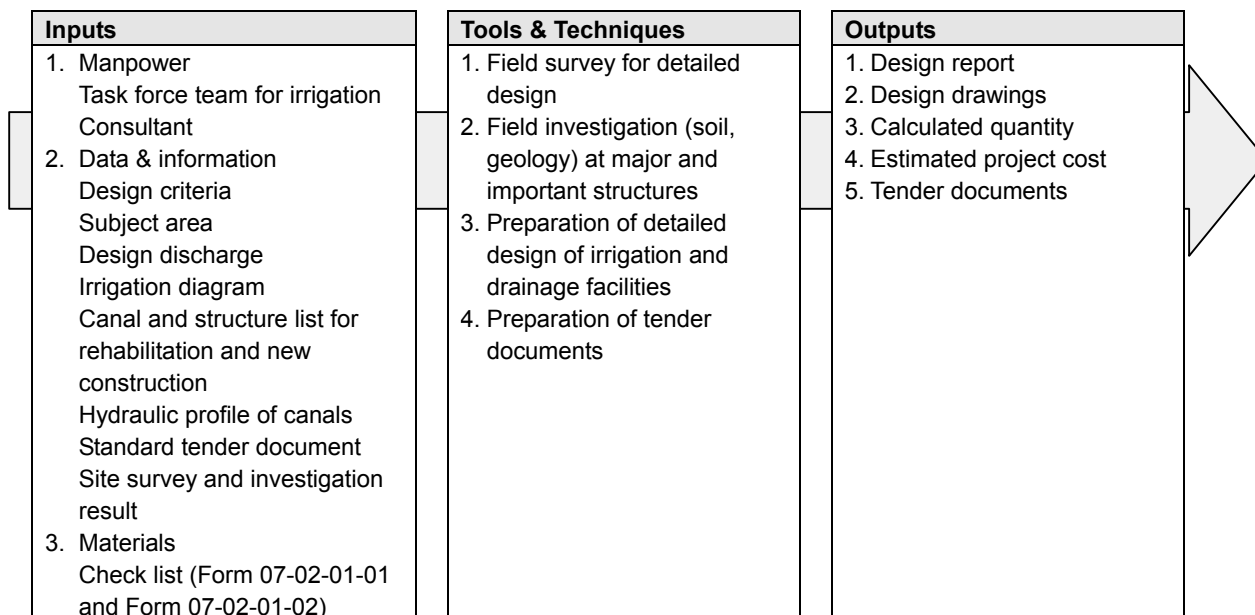 Inputs
1. Manpower
Task force team for irrigation
Consultant
2. Data & information
Design criteria
Subject area
Design discharge
Irrigation diagram
Canal and structure list for
rehabilitation and new
construction
Hydraulic profile of canals
Standard tender document
Site survey and investigation
result
3. Materials
Check list (Form 07-02-01-01
and Form 07-02-01-02)
Tools & Techniques
1. Field survey for detailed
design
2. Field investigation (soil,
geology) at major and
important structures
3. Preparation of detailed
design of irrigation and
drainage facilities
4. Preparation of tender
documents
Outputs
1. Design report
2. Design drawings
3. Calculated quantity
4. Estimated project cost
5. Tender documents